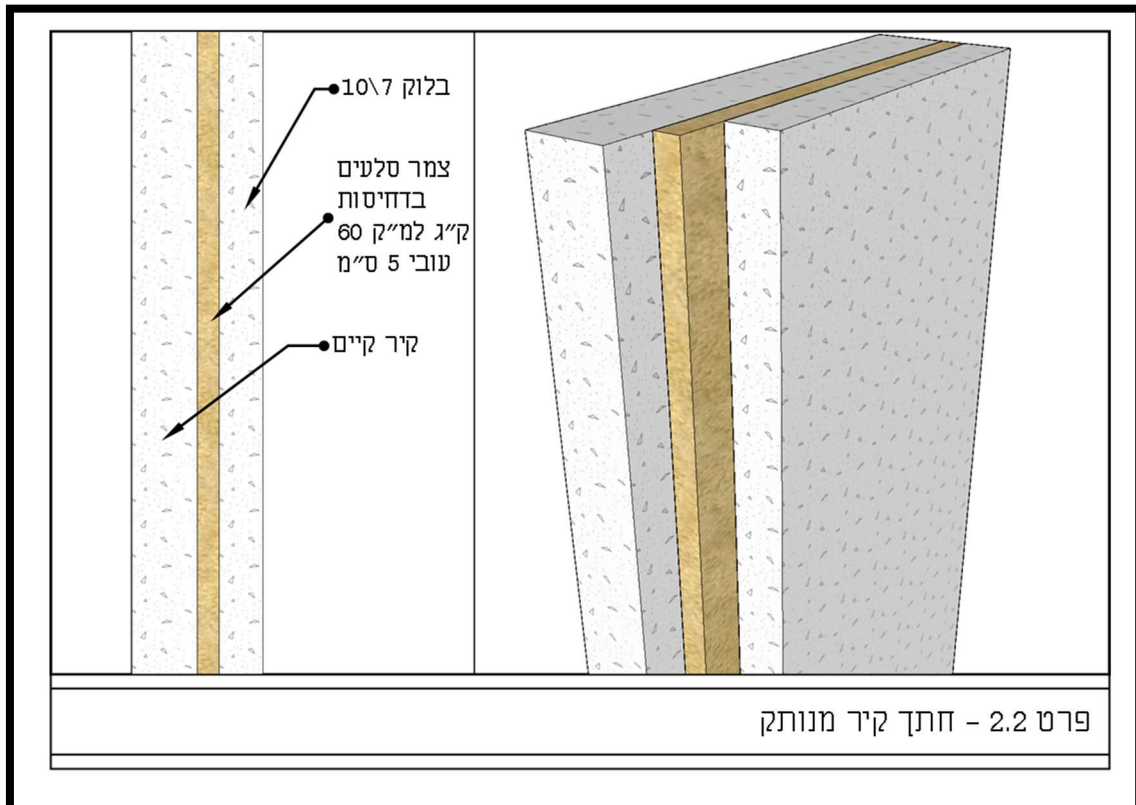 בלוק 7\10
צמר סלעים
בדחיסות
60 ק״ג למ״ק
עובי 5 ס״מ
קיר קיים
פרט 2.2 - חתך קיר מנותק